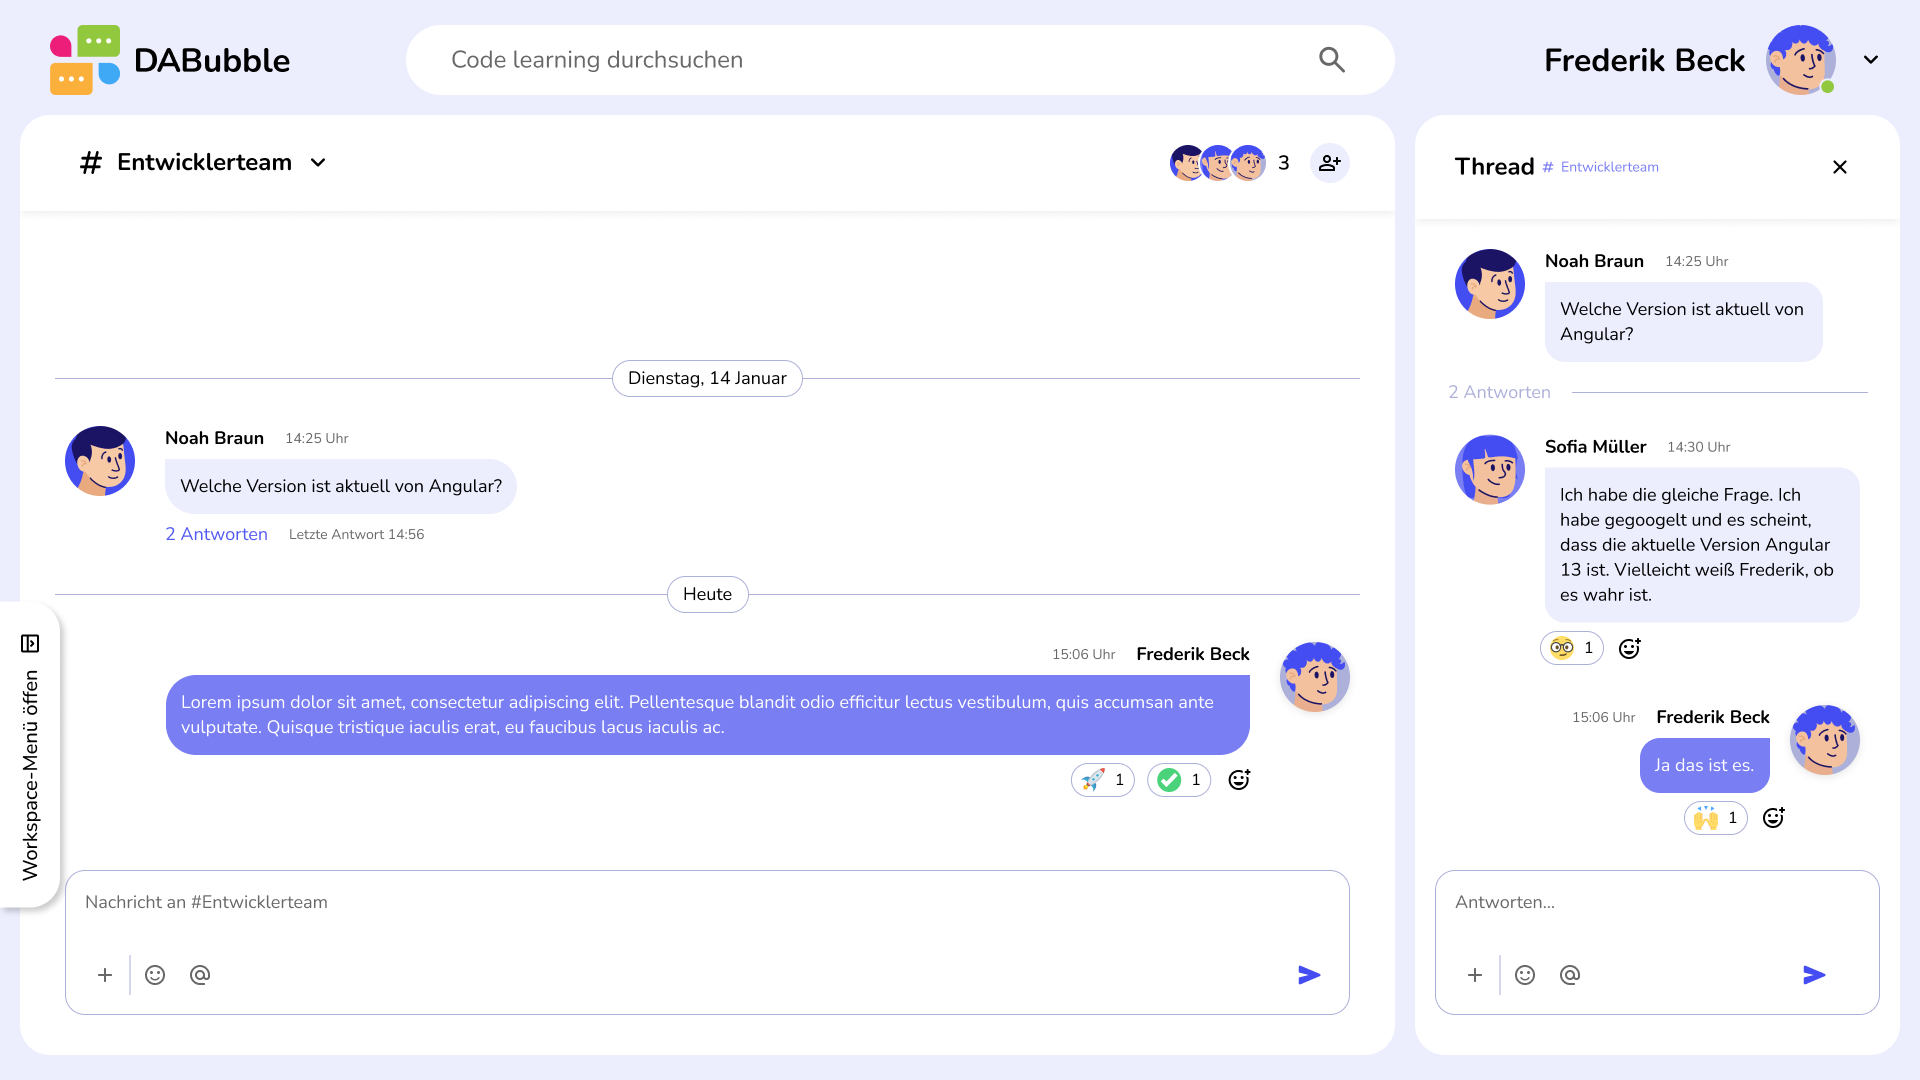 DABubble
Code learning durchsuchen
Frederik Beck
# Entwicklerteam
3
Dienstag, 14 Januar
Noah Braun 14:25 Uhr
Welche Version ist aktuell von Angular?
2 Antworten Letzte Antwort 14:56
Heute
15:06 Uhr Frederik Beck
Lorem ipsum dolor sit amet, consectetur adipiscing elit. Pellentesque blandit odio efficitur lectus vestibulum, quis accumsan ante
vulputate. Quisque tristique iaculis erat, eu faucibus lacus iaculis ac.
1 1
Workspace-Menü öffen
Nachricht an #Entwicklerteam
Thread # Entwicklerteam
Noah Braun 14:25 Uhr
Welche Version ist aktuell von
Angular?
2 Antworten
Sofia Müller 14:30 Uhr
Ich habe die gleiche Frage. Ich
habe gegoogelt und es scheint,
dass die aktuelle Version Angular
13 ist. Vielleicht weiß Frederik, ob
es wahr ist.
1
15:06 Uhr Frederik Beck
Ja das ist es.
1
Antworten...